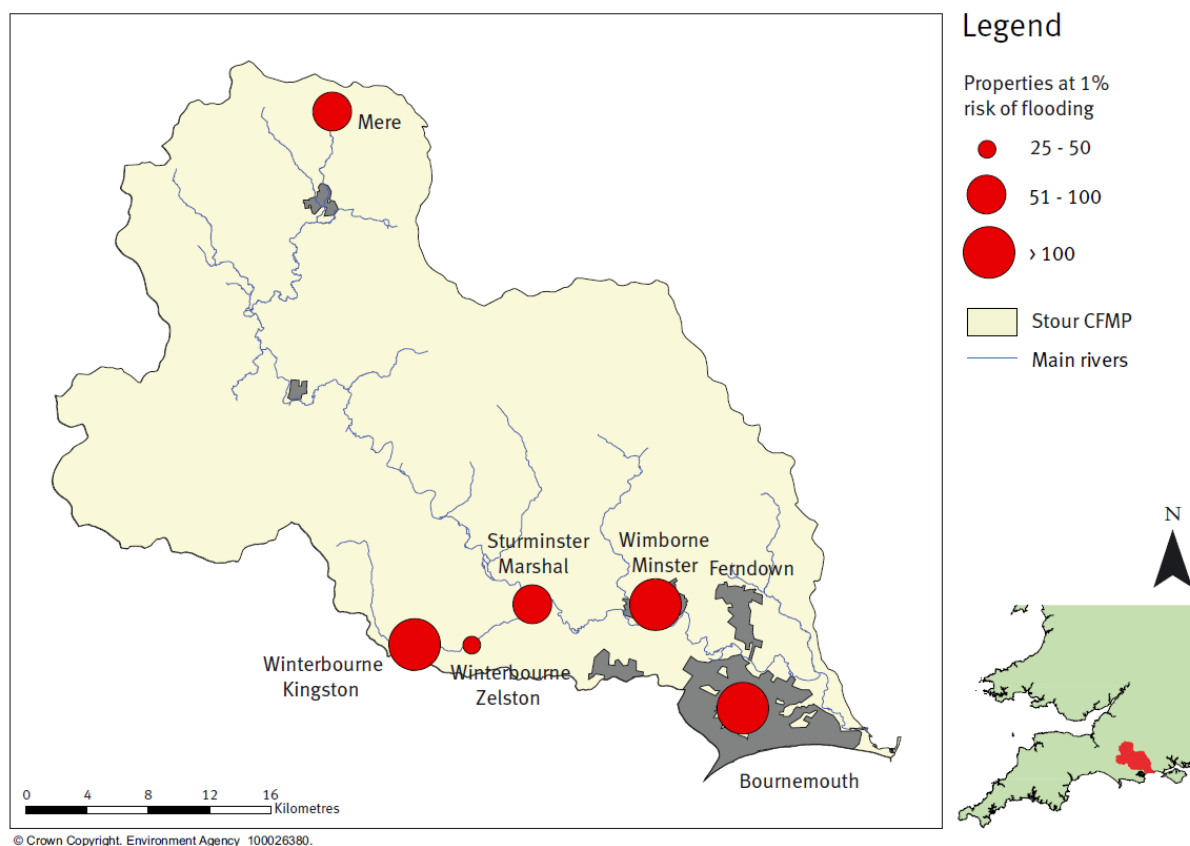 Legend
Properties at 1%
risk of flooding
25 - 50
51 - 100
> 100
Stour CFMP
Main rivers
N
Mere
Sturminster
Marshal
Wimborne
Minster
Ferndown
Winterbourne
Kingston
Winterbourne
Zelston
Bournemouth
0 4 8 12 16
Kilometres
© Crown Copyright. Environment Agency 100026380.